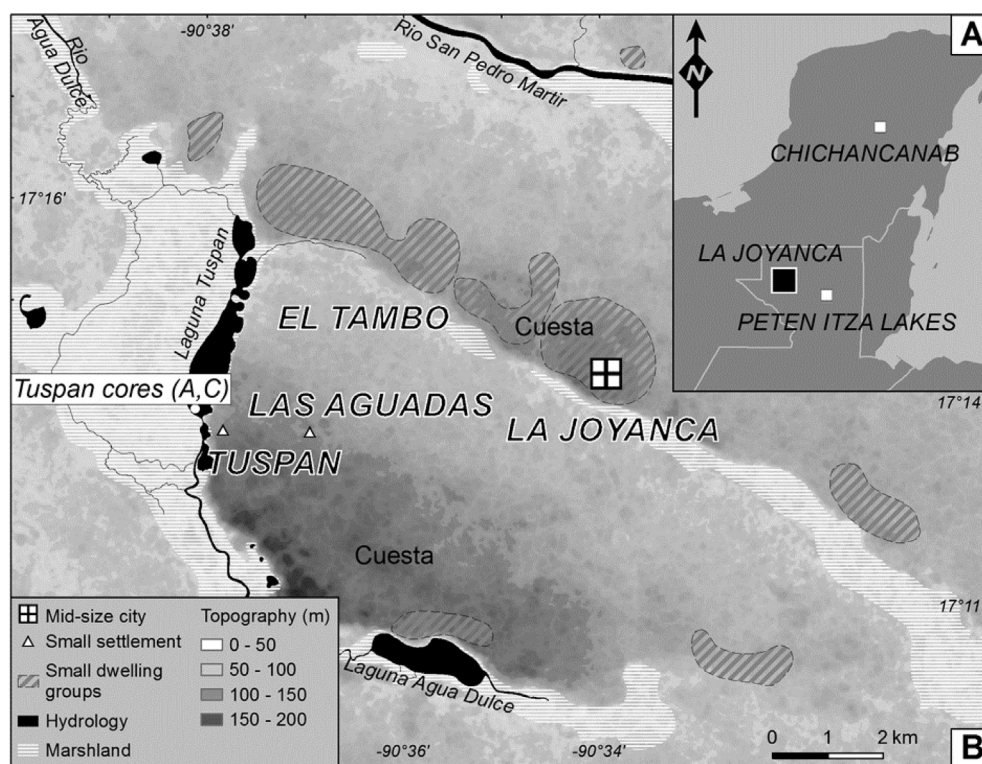 -90°38'
Rio
Agua Dulce
Rio San Pedro Martir
A
N
CHICHANCANAB
LA JOYANCA
PETEN ITZA LAKES
17°16'
Laguna Tuspan
EL TAMBO
Cuesta
Tuspan cores (A,C)
LAS AGUADAS
LA JOYANCA
17°14'
TUSPAN
Cuesta
17°11'
Mid-size city
Small settlement
Small dwelling
groups
Hydrology
Marshland
Topography (m)
0 - 50
50 - 100
100 - 150
150 - 200
Laguna Agua Dulce
-90°36'
-90°34'
0 1 2 km
B